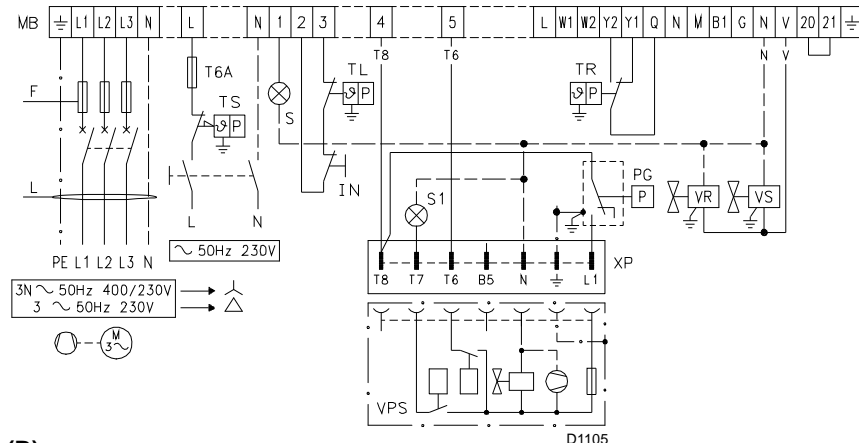 MB ⏚ L1 L2 L3 N L N 1 2 3 4 5 L W1 W2 Y2 Y1 Q N M B1 G N V 20 21 ⏚
T8 T6 N V
T6A TL TR
F ϑ P ϑ P
TS S
ϑ P
PG
IN P VR VS
L S1
L N
PE L1 L2 L3 N ∼ 50Hz 230V
T8 T7 T6 B5 N ⏚ L1 XP
3N ∼ 50Hz 400/230V
3 ∼ 50Hz 230V
M
3∼
VPS
D1105
(D)